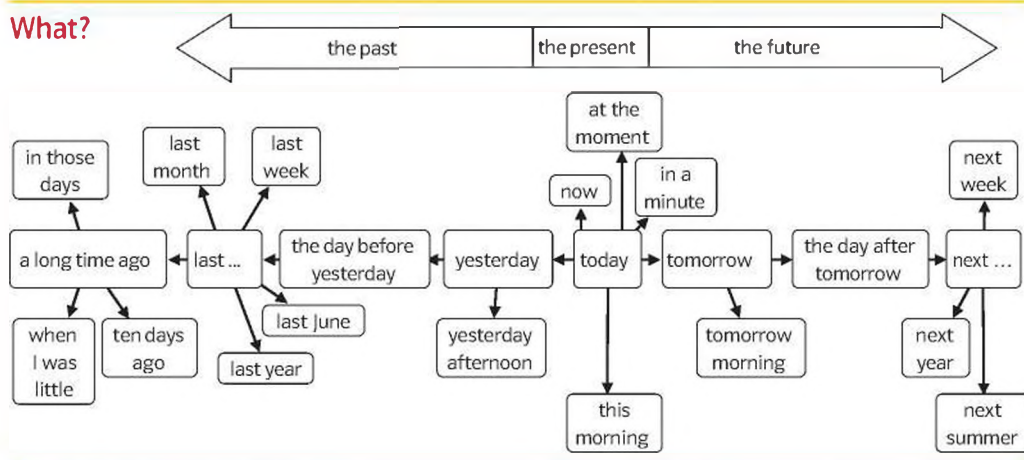 What?
the past
the present
the future
at the
moment
in those
days
last
month
last
week
now
in a
minute
next
week
a long time ago
last ...
the day before
yesterday
yesterday
today
tomorrow
the day after
tomorrow
next ...
when
I was
little
ten days
ago
last year
last June
yesterday
afternoon
this
morning
tomorrow
morning
next
year
next
summer